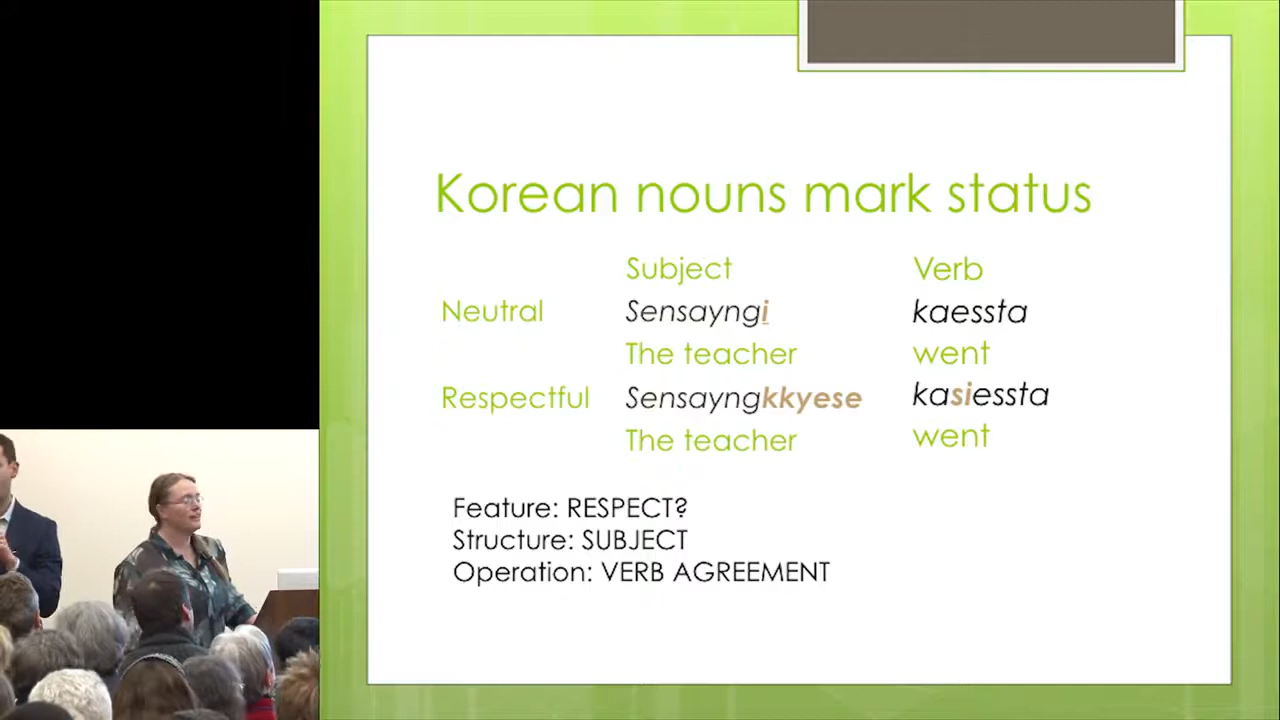 Korean nouns mark status
Subject Verb
Neutral Sensayngi kaessta
The teacher went
Respectful Sensayngkkyese kasiessta
The teacher went
Feature: RESPECT?
Structure: SUBJECT
Operation: VERB AGREEMENT